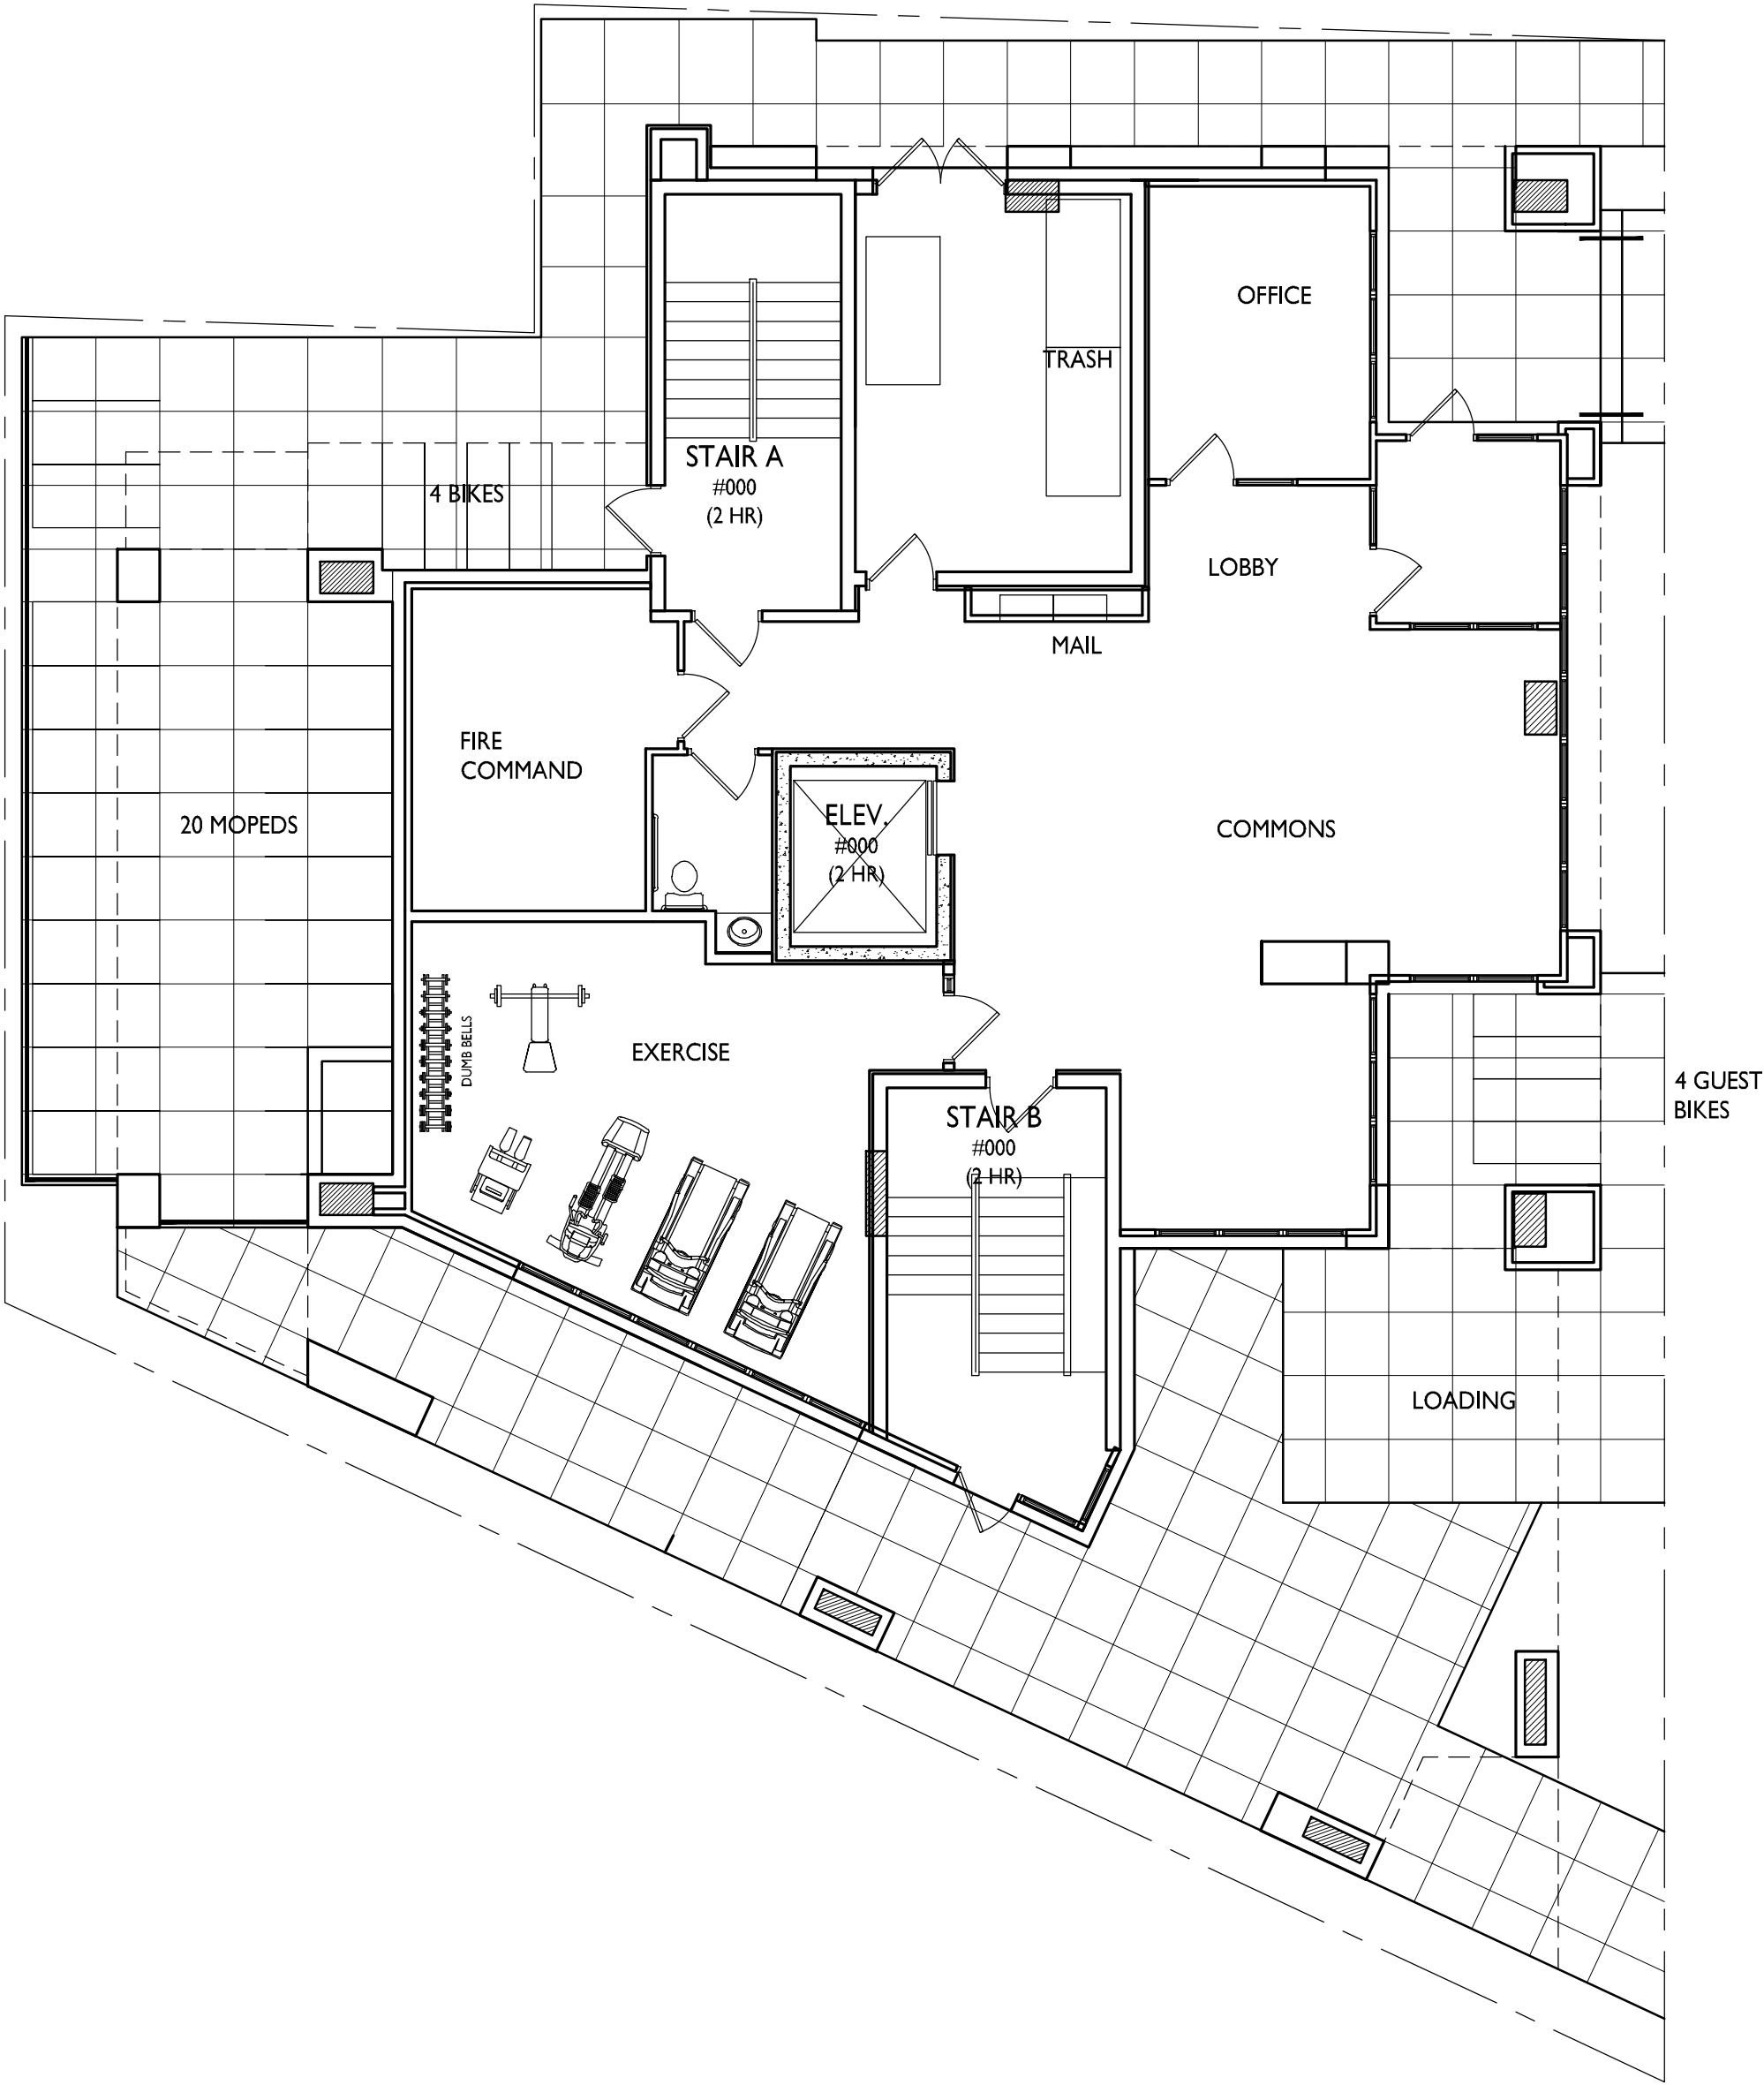 OFFICE
TRASH
STAIR A
#000
(2 HR)
4 BIKES
LOBBY
MAIL
FIRE
COMMAND
20 MOPEDS
ELEV.
#000
(2 HR)
COMMONS
DUMB BELLS
EXERCISE
STAIR B
#000
(2 HR)
4 GUEST
BIKES
LOADING